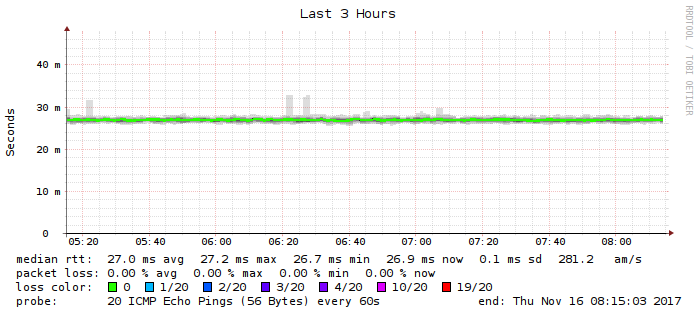 Last 3 Hours
RRDTOOL / TOBI OETIKER
Seconds
40 m
30 m
20 m
10 m
0
05:20 05:40 06:00 06:20 06:40 07:00 07:20 07:40 08:00
median rtt: 27.0 ms avg 27.2 ms max 26.7 ms min 26.9 ms now 0.1 ms sd 281.2 am/s
packet loss: 0.00 % avg 0.00 % max 0.00 % min 0.00 % now
loss color: 0 1/20 2/20 3/20 4/20 10/20 19/20
probe: 20 ICMP Echo Pings (56 Bytes) every 60s end: Thu Nov 16 08:15:03 2017